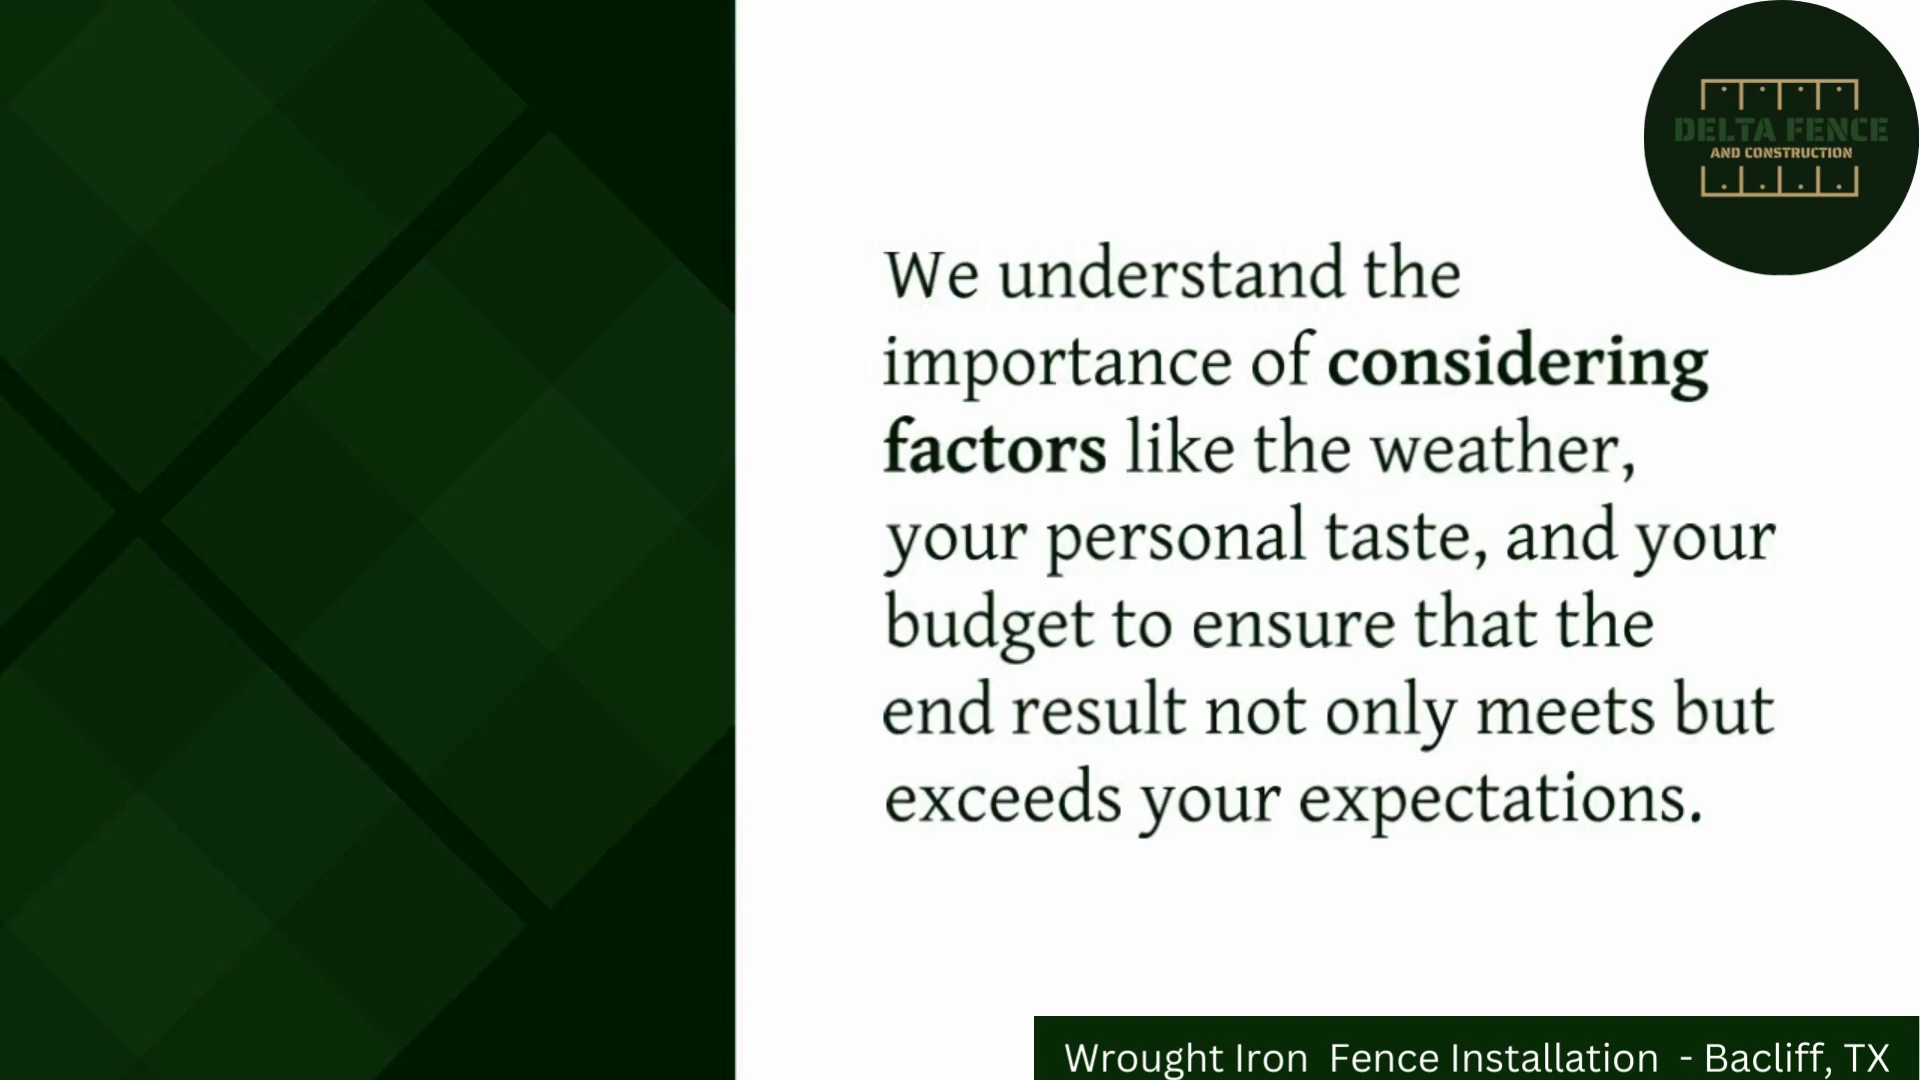 DELTA FENCE
AND CONSTRUCTION
We understand the
importance of considering
factors like the weather,
your personal taste, and your
budget to ensure that the
end result not only meets but
exceeds your expectations.
Wrought Iron  Fence Installation  - Bacliff, TX